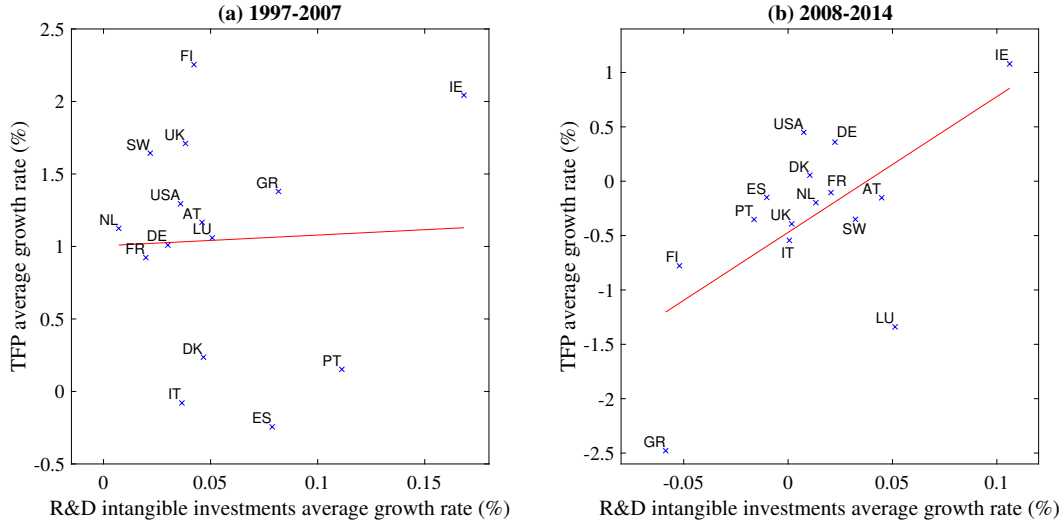 (a) 1997-2007
TFP average growth rate (%)
2.5
2
1.5
1
0.5
0
-0.5
FI
IE
UK
SW
GR
USA
AT
NL
LU
DE
FR
DK
PT
IT
ES
0
0.05
0.1
0.15
R&D intangible investments average growth rate (%)
(b) 2008-2014
TFP average growth rate (%)
1
0.5
0
-0.5
-1
-1.5
-2
-2.5
IE
USA
DE
DK
FR
ES
NL
AT
PT
UK
SW
IT
FI
LU
GR
-0.05
0
0.05
0.1
R&D intangible investments average growth rate (%)